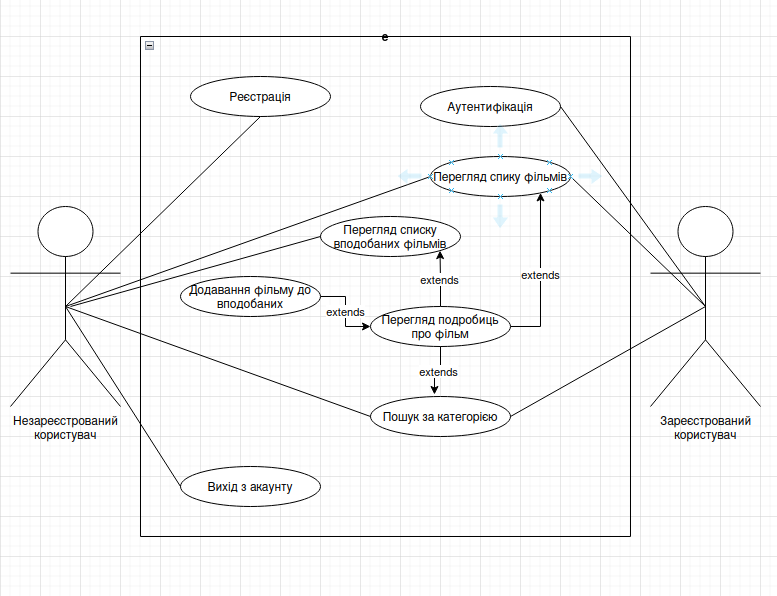 e
Реєстрація
Аутентифікація
Перегляд спику фільмів
Перегляд списку
вподобаних фільмів
extends
extends
Додавання фільму до
вподобаних
extends
Перегляд подробиць
про фільм
extends
Пошук за категорією
Незареєстрований
користувач
Зареєстрований
користувач
Вихід з акаунту